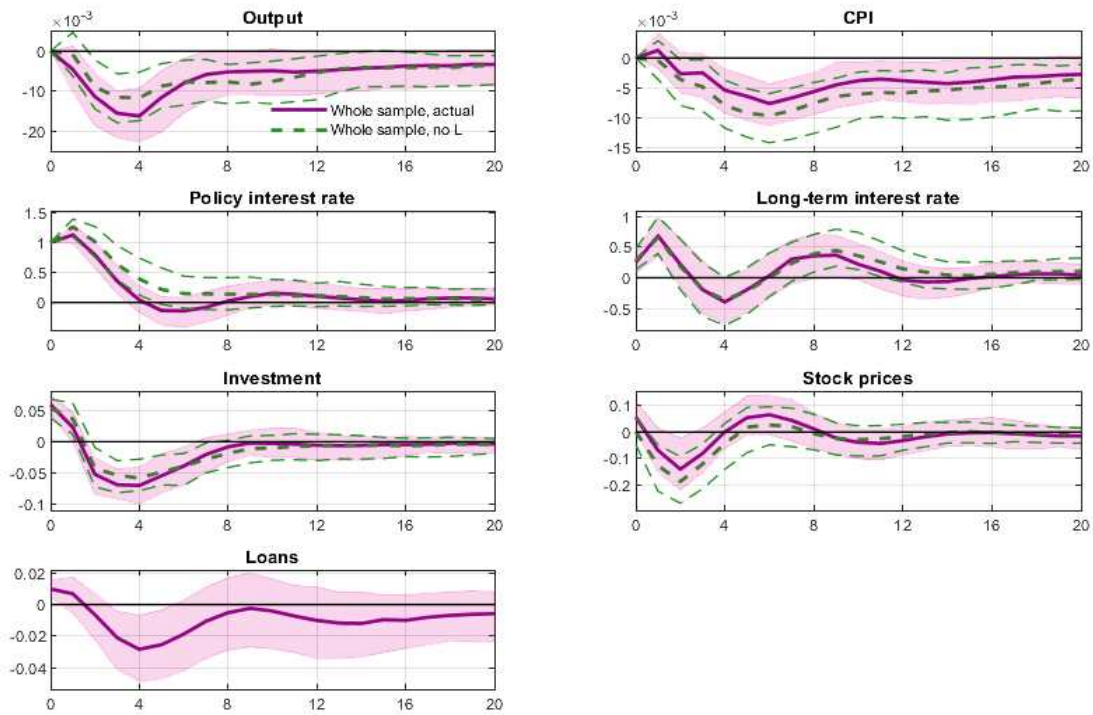 ×10⁻³ Output
0
-10
-20
Whole sample, actual
Whole sample, no L
0 4 8 12 16 20
×10⁻³ CPI
0
-5
-10
-15
0 4 8 12 16 20
Policy interest rate
1.5
1
0.5
0
0 4 8 12 16 20
Long-term interest rate
1
0.5
0
-0.5
0 4 8 12 16 20
Investment
0.05
0
-0.05
-0.1
0 4 8 12 16 20
Stock prices
0.1
0
-0.1
-0.2
0 4 8 12 16 20
Loans
0.02
0
-0.02
-0.04
0 4 8 12 16 20